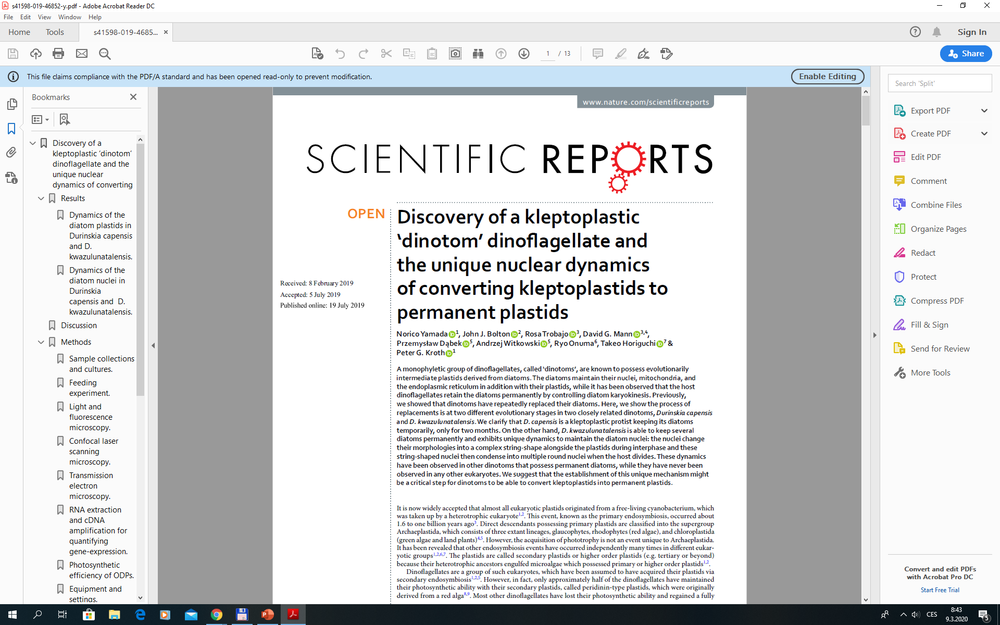 s41598-019-46852-y.pdf - Adobe Acrobat Reader DC
File Edit View Window Help
Home Tools s41598-019-4685... ×
Sign In
1 / 13
Share
This file claims compliance with the PDF/A standard and has been opened read-only to prevent modification.
Enable Editing
Bookmarks
Discovery of a
kleptoplastic ‘dinotom’
dinoflagellate and the
unique nuclear
dynamics of converting
Results
Dynamics of the
diatom plastids in
Durinskia capensis
and D.
kwazulunatalensis.
Dynamics of the
diatom nuclei in
Durinskia
capensis and D.
kwazulunatalensis.
Discussion
Methods
Sample collections
and cultures.
Feeding
experiment.
Light and
fluorescence
microscopy.
Confocal laser
scanning
microscopy.
Transmission
electron
microscopy.
RNA extraction
and cDNA
amplification for
quantifying
gene-expression.
Photosynthetic
efficiency of ODPs.
Equipment and
settings.
www.nature.com/scientificreports
SCIENTIFIC REPORTS
OPEN
Discovery of a kleptoplastic
‘dinotom’ dinoflagellate and
the unique nuclear dynamics
of converting kleptoplastids to
permanent plastids
Received: 8 February 2019
Accepted: 5 July 2019
Published online: 19 July 2019
Norico Yamada iD1, John J. Bolton iD2, Rosa Trobajo iD3, David G. Mann iD3,4,
Przemysław Dąbek iD5, Andrzej Witkowski iD5, Ryo Onuma6, Takeo Horiguchi iD7 &
Peter G. Kroth iD1
A monophyletic group of dinoflagellates, called ‘dinotoms’, are known to possess evolutionarily
intermediate plastids derived from diatoms. The diatoms maintain their nuclei, mitochondria, and
the endoplasmic reticulum in addition with their plastids, while it has been observed that the host
dinoflagellates retain the diatoms permanently by controlling diatom karyokinesis. Previously,
we showed that dinotoms have repeatedly replaced their diatoms. Here, we show the process of
replacements is at two different evolutionary stages in two closely related dinotoms, Durinskia capensis
and D. kwazulunatalensis. We clarify that D. capensis is a kleptoplastic protist keeping its diatoms
temporarily, only for two months. On the other hand, D. kwazulunatalensis is able to keep several
diatoms permanently and exhibits unique dynamics to maintain the diatom nuclei: the nuclei change
their morphologies into a complex string-shape alongside the plastids during interphase and these
string-shaped nuclei then condense into multiple round nuclei when the host divides. These dynamics
have been observed in other dinotoms that possess permanent diatoms, while they have never been
observed in any other eukaryotes. We suggest that the establishment of this unique mechanism might
be a critical step for dinotoms to be able to convert kleptoplastids into permanent plastids.
It is now widely accepted that almost all eukaryotic plastids originated from a free-living cyanobacterium, which
was taken up by a heterotrophic eukaryote1,2. This event, known as the primary endosymbiosis, occurred about
1.6 to one billion years ago3. Direct descendants possessing primary plastids are classified into the supergroup
Archaeplastida, which consists of three extant lineages, glaucophytes, rhodophytes (red algae), and chloroplastida
(green algae and land plants)4,5. However, the acquisition of phototrophy is not an event unique to Archaeplastida.
It has been revealed that other endosymbiosis events have occurred independently many times in different eukar-
yotic groups1,2,6,7. The plastids are called secondary plastids or higher order plastids (e.g. tertiary or beyond)
because their heterotrophic ancestors engulfed microalgae which possessed primary or higher order plastids1,2.
Dinoflagellates are a group of such eukaryotes, which have been assumed to have acquired their plastids via
secondary endosymbiosis1,2,5. However, in fact, only approximately half of the dinoflagellates have maintained
their photosynthetic ability with their secondary plastids, called peridinin-type plastids, which were originally
derived from a red alga8,9. Most other dinoflagellates have lost their photosynthetic ability and regained a fully
Search 'Split'
Export PDF
Create PDF
Edit PDF
Comment
Combine Files
Organize Pages
Redact
Protect
Compress PDF
Fill & Sign
Send for Review
More Tools
Convert and edit PDFs
with Acrobat Pro DC
Start Free Trial
CES
8:43
9.3.2020
5